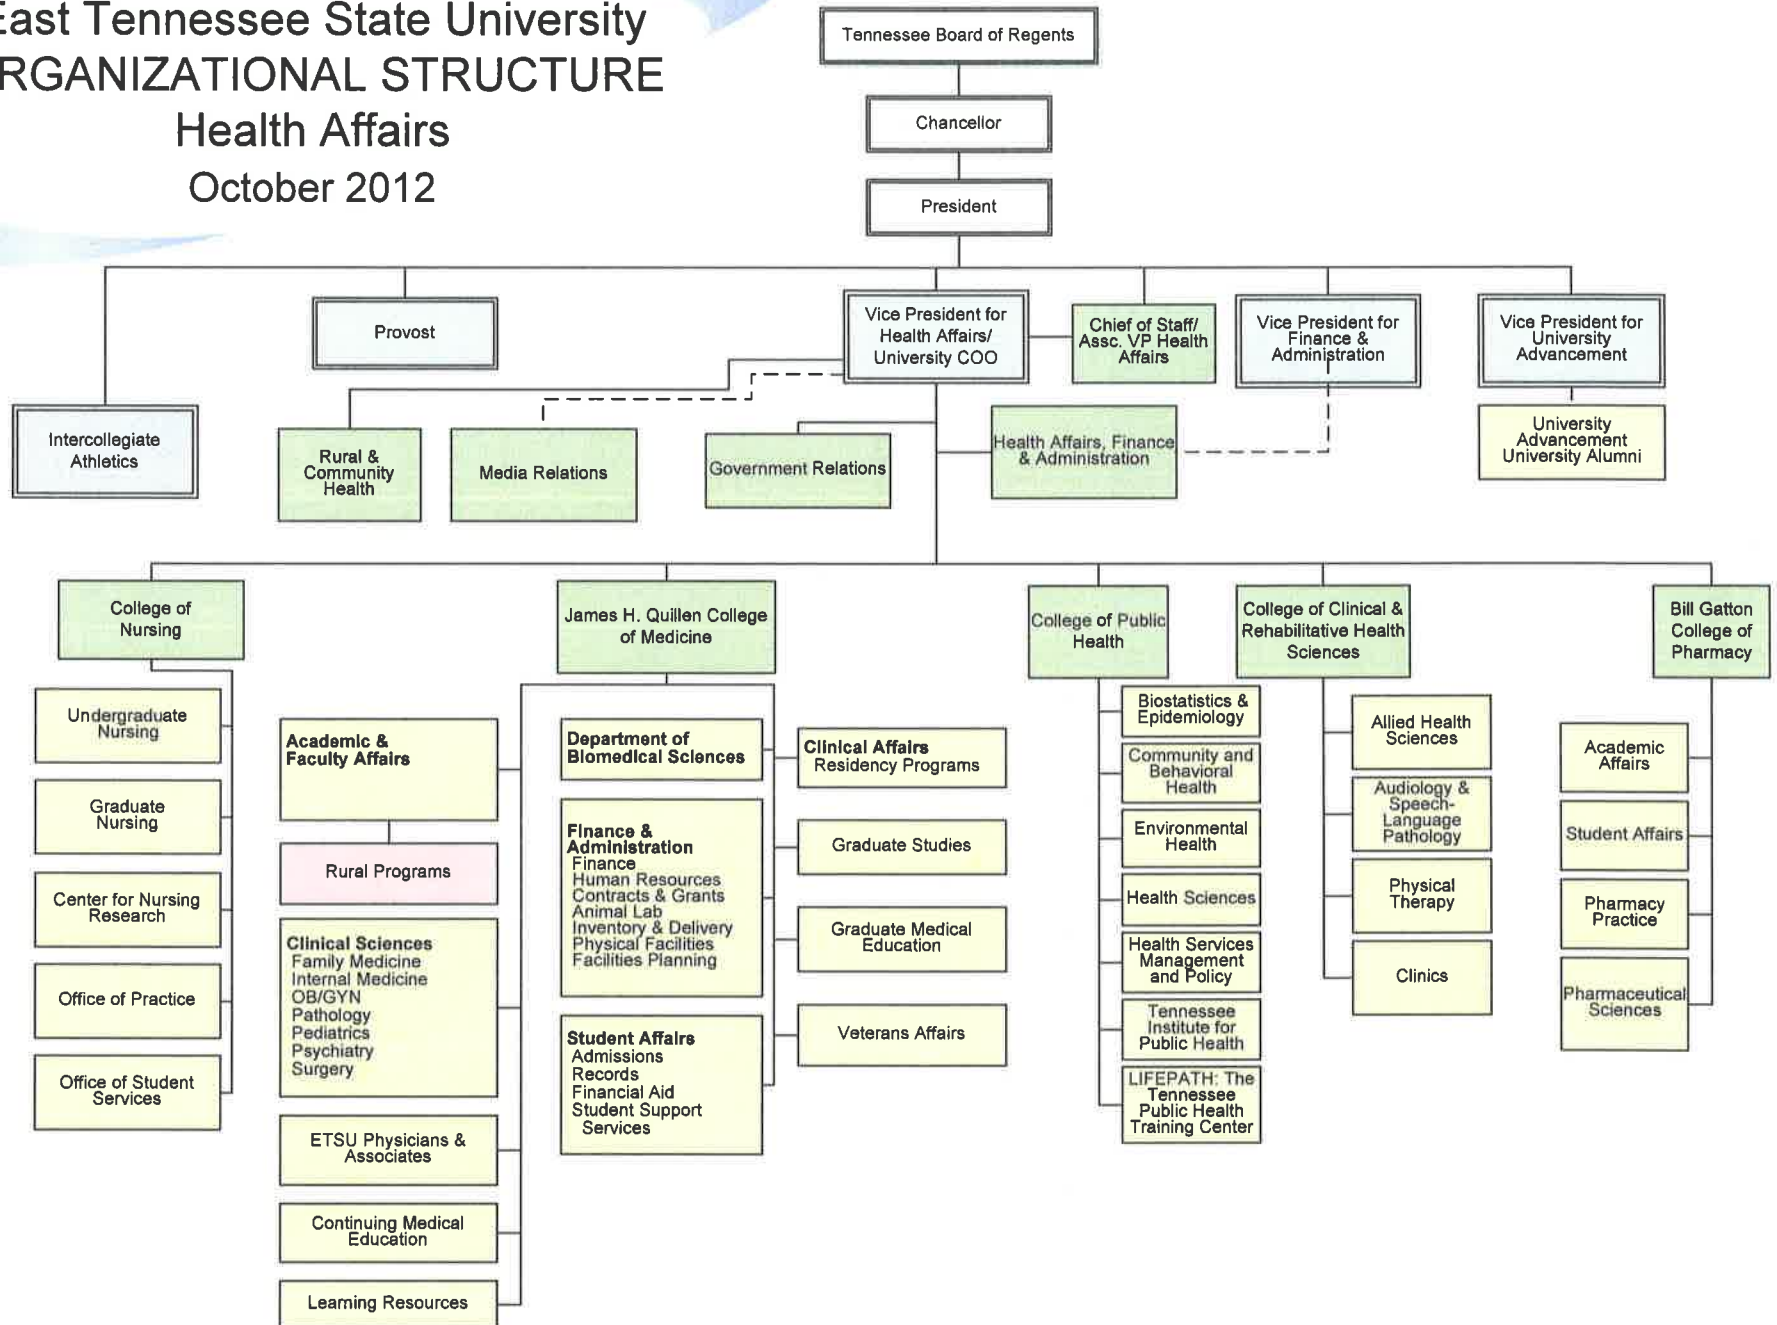 East Tennessee State University
RGANIZATIONAL STRUCTURE
Health Affairs
October 2012
Tennessee Board of Regents
Chancellor
President
Provost
Vice President for
Health Affairs/
University COO
Chief of Staff/
Assc. VP Health
Affairs
Vice President for
Finance &
Administration
Vice President for
University
Advancement
Intercollegiate
Athletics
Rural &
Community
Health
Media Relations
Government Relations
Health Affairs, Finance
& Administration
University
Advancement
University Alumni
College of
Nursing
James H. Quillen College
of Medicine
College of Public
Health
College of Clinical &
Rehabilitative Health
Sciences
Bill Gatton
College of
Pharmacy
Undergraduate
Nursing
Graduate
Nursing
Center for Nursing
Research
Office of Practice
Office of Student
Services
Academic &
Faculty Affairs
Rural Programs
Clinical Sciences
Family Medicine
Internal Medicine
OB/GYN
Pathology
Pediatrics
Psychiatry
Surgery
ETSU Physicians &
Associates
Continuing Medical
Education
Learning Resources
Department of
Biomedical Sciences
Finance &
Administration
Finance
Human Resources
Contracts & Grants
Animal Lab
Inventory & Delivery
Physical Facilities
Facilities Planning
Student Affairs
Admissions
Records
Financial Aid
Student Support
Services
Clinical Affairs
Residency Programs
Graduate Studies
Graduate Medical
Education
Veterans Affairs
Biostatistics &
Epidemiology
Community and
Behavioral
Health
Environmental
Health
Health Sciences
Health Services
Management
and Policy
Tennessee
Institute for
Public Health
LIFEPATH: The
Tennessee
Public Health
Training Center
Allied Health
Sciences
Audiology &
Speech-
Language
Pathology
Physical
Therapy
Clinics
Academic
Affairs
Student Affairs
Pharmacy
Practice
Pharmaceutical
Sciences